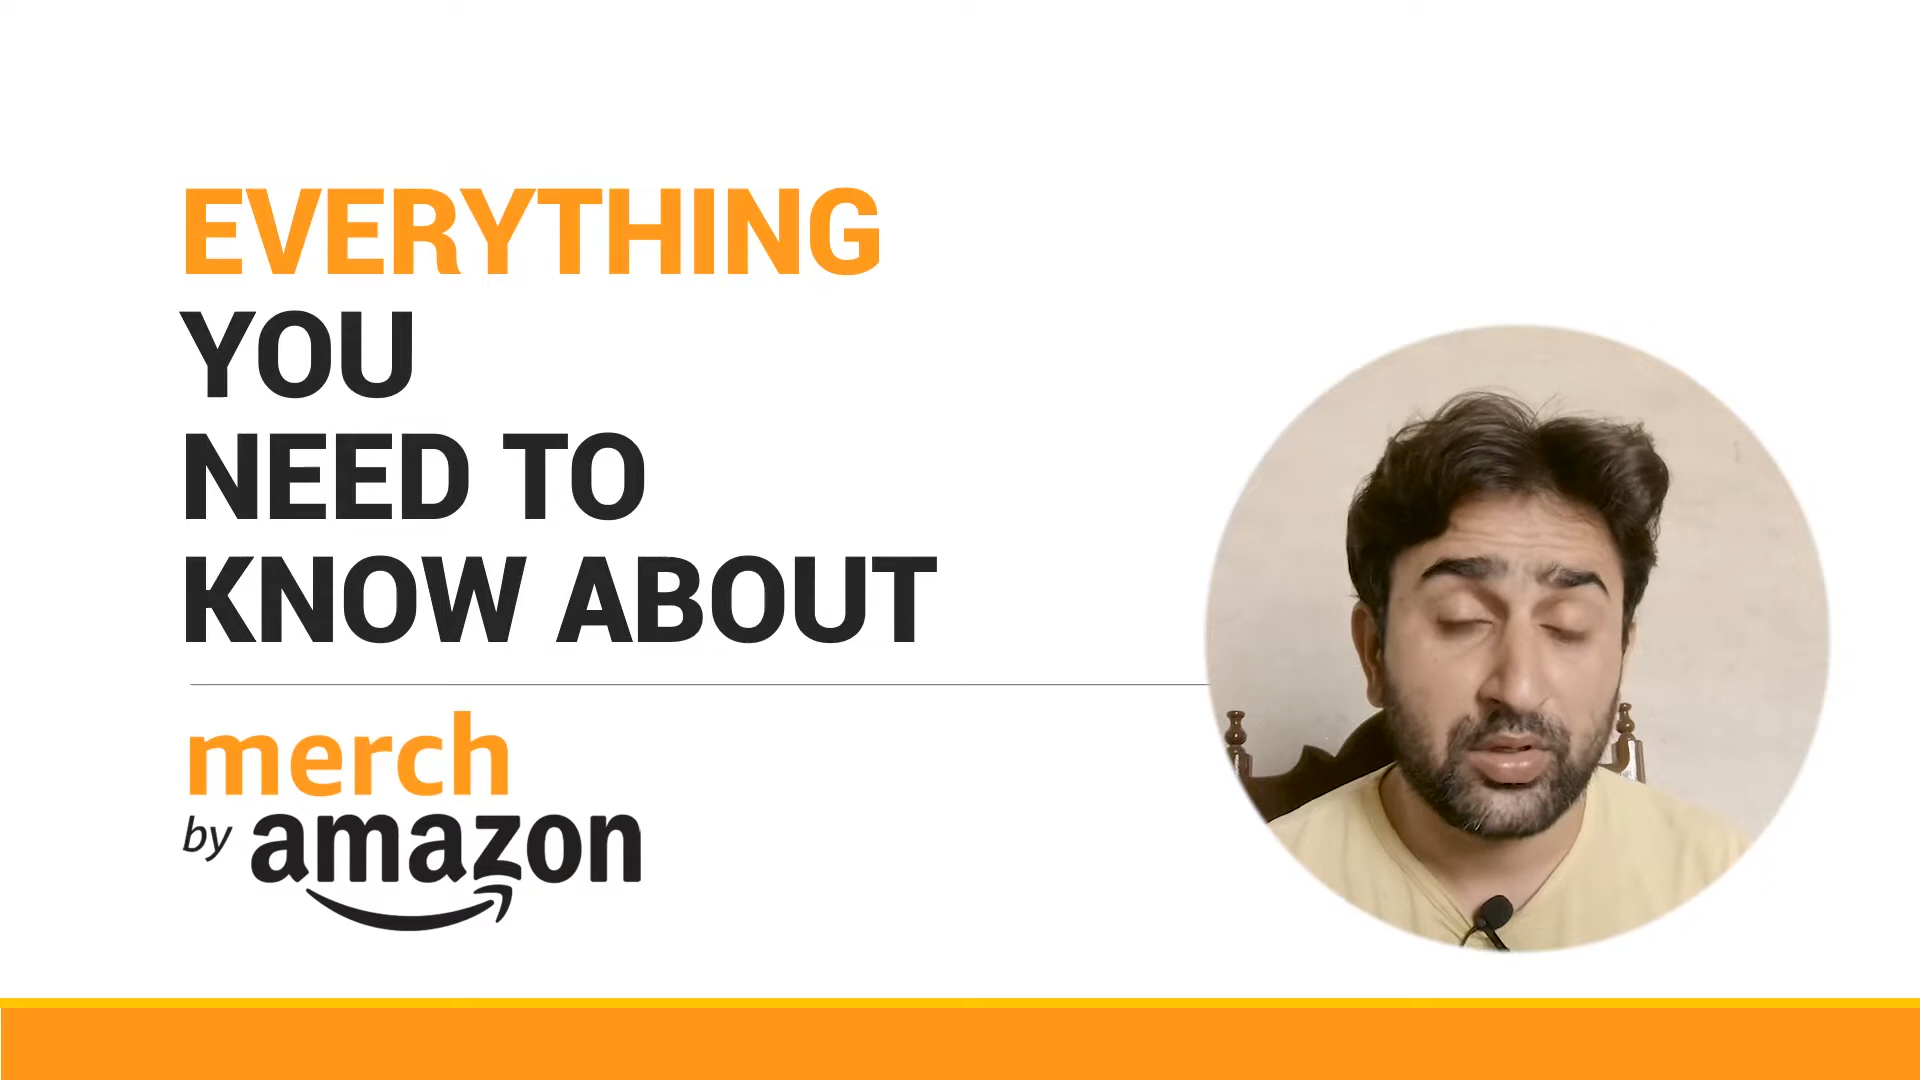 EVERYTHING
YOU
NEED TO
KNOW ABOUT
merch
by amazon